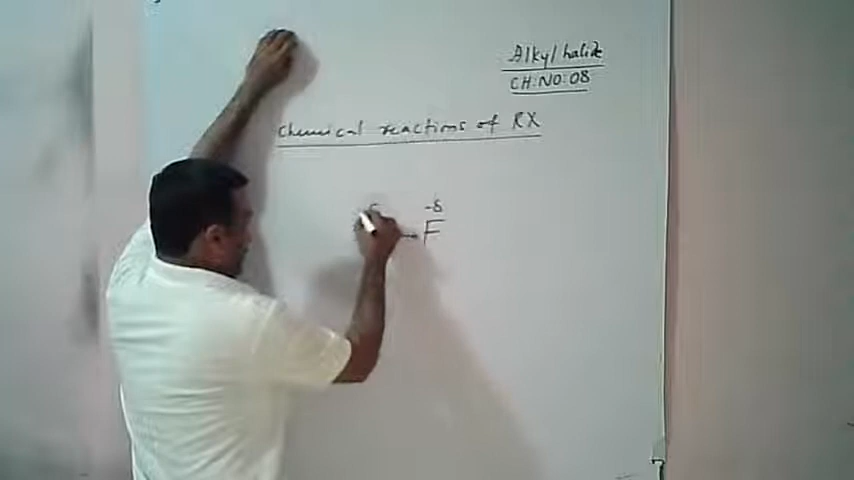 Alkyl halide
CH:NO:08
Chemical reactions of RX
-δ
F